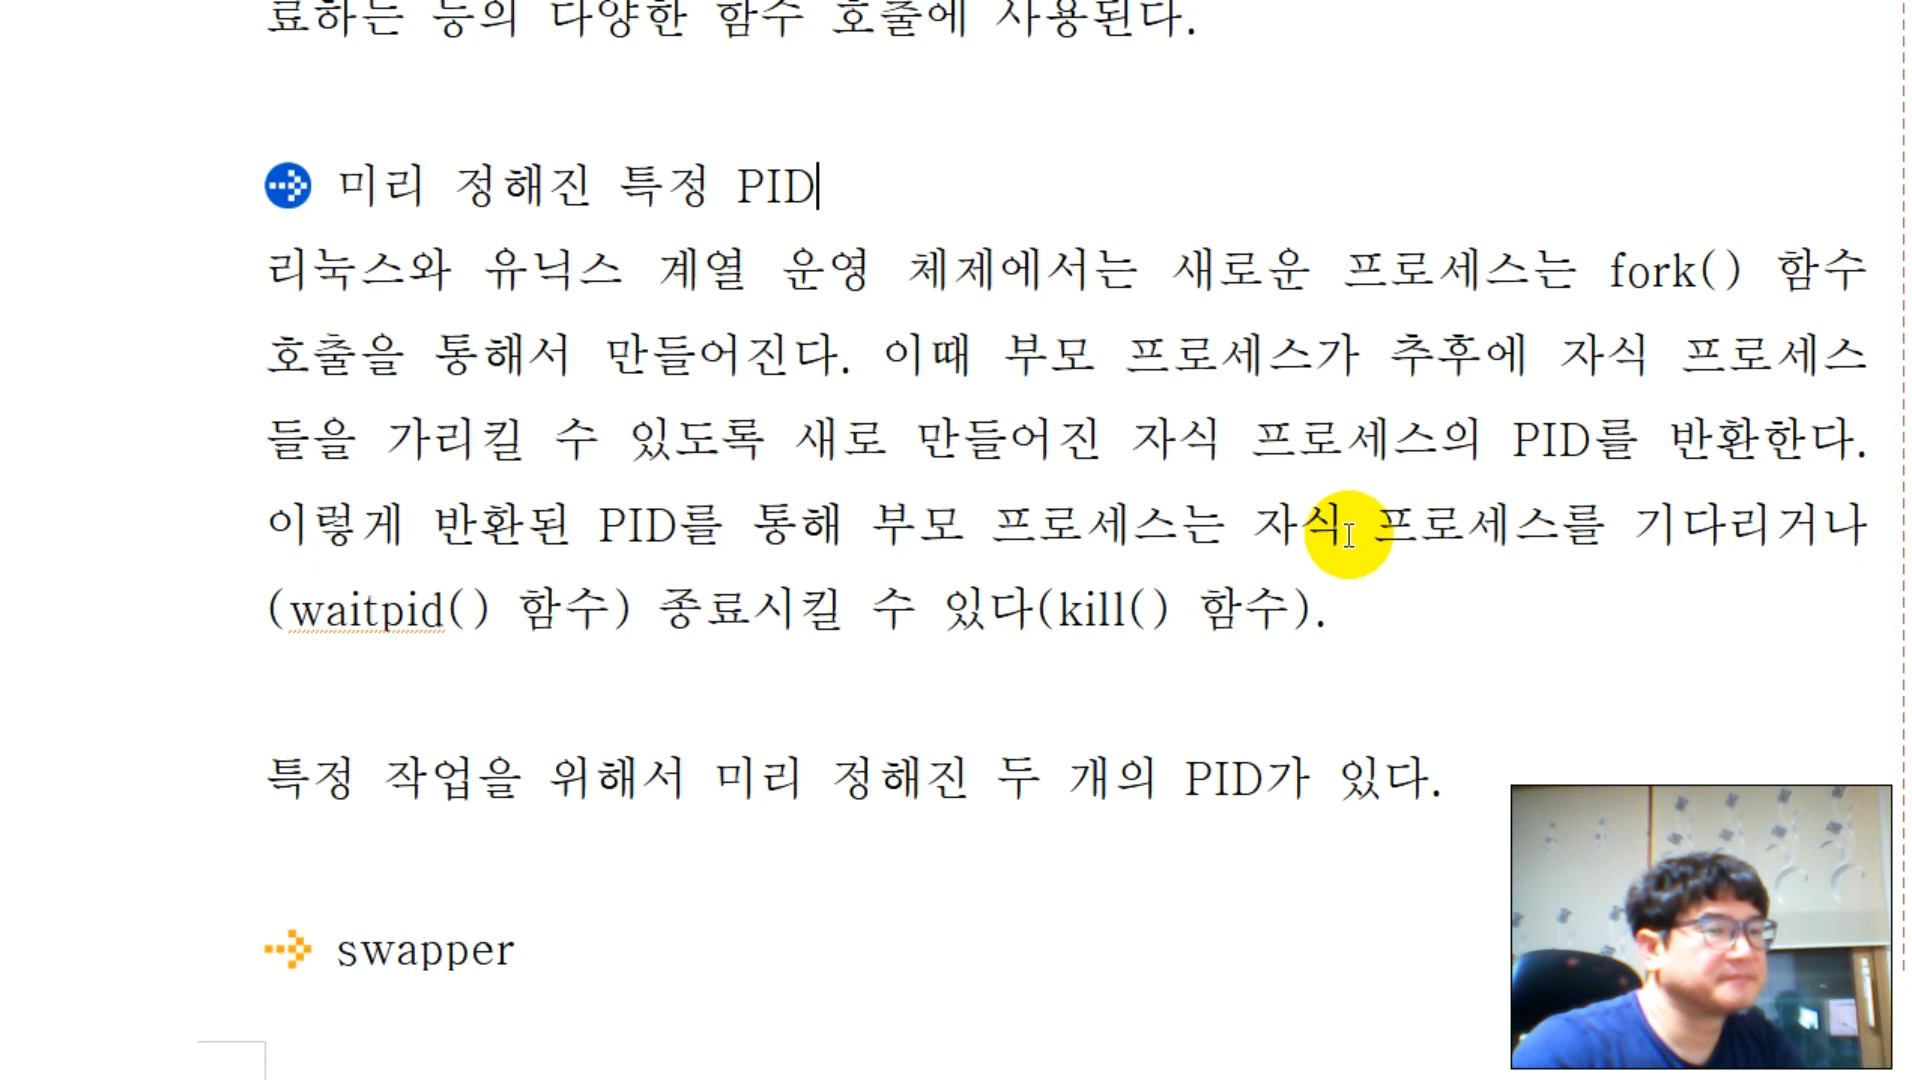 료하는 등의 다양한 함수 호출에 사용된다.
미리 정해진 특정 PID
리눅스와 유닉스 계열 운영 체제에서는 새로운 프로세스는 fork() 함수
호출을 통해서 만들어진다. 이때 부모 프로세스가 추후에 자식 프로세스
들을 가리킬 수 있도록 새로 만들어진 자식 프로세스의 PID를 반환한다.
이렇게 반환된 PID를 통해 부모 프로세스는 자식 프로세스를 기다리거나
(waitpid() 함수) 종료시킬 수 있다(kill() 함수).
특정 작업을 위해서 미리 정해진 두 개의 PID가 있다.
swapper